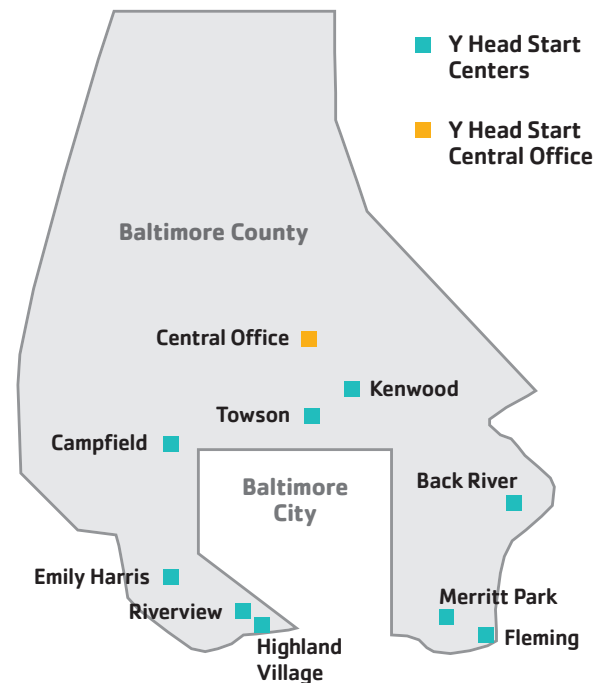 Y Head Start
Centers
Y Head Start
Central Office
Baltimore County
Central Office
Kenwood
Towson
Campfield
Back River
Baltimore
City
Emily Harris
Merritt Park
Riverview
Fleming
Highland
Village